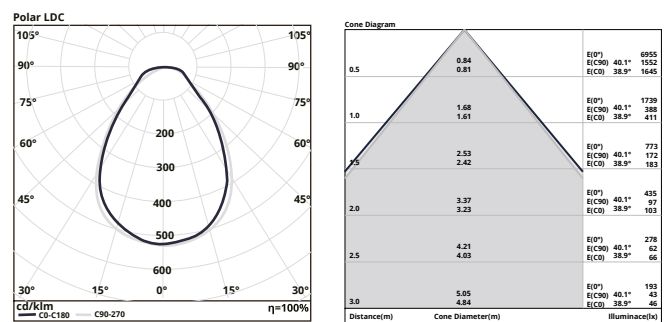 Polar LDC
105° 105°
90° 90°
75° 75°
60° 60°
45° 45°
200
300
400
500
600
30° 15° 0° 15° 30°
cd/klm η=100%
C0-C180 C90-270
Cone Diagram
0.5 0.84 0.81 E(0°) 6955
E(C90) 40.1° 1552
E(C0) 38.9° 1645
1.0 1.68 1.61 E(0°) 1739
E(C90) 40.1° 388
E(C0) 38.9° 411
1.5 2.53 2.42 E(0°) 773
E(C90) 40.1° 172
E(C0) 38.9° 183
2.0 3.37 3.23 E(0°) 435
E(C90) 40.1° 97
E(C0) 38.9° 103
2.5 4.21 4.03 E(0°) 278
E(C90) 40.1° 62
E(C0) 38.9° 66
3.0 5.05 4.84 E(0°) 193
E(C90) 40.1° 43
E(C0) 38.9° 46
Distance(m) Cone Diameter(m) Illuminace(lx)